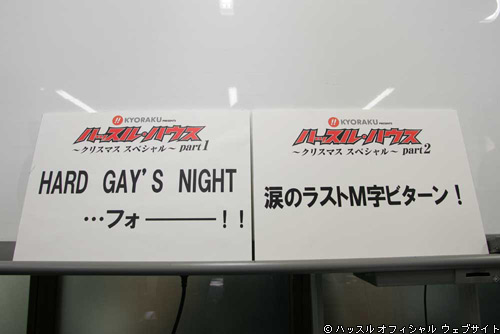 KYORAKU PRESENTS
ハッスル・ハウス
～クリスマス スペシャル～ part1
HARD GAY'S NIGHT
…フォ―――!!
KYORAKU PRESENTS
ハッスル・ハウス
～クリスマス スペシャル～ part2
涙のラストM字ビターン!
© ハッスル オフィシャル ウェブサイト